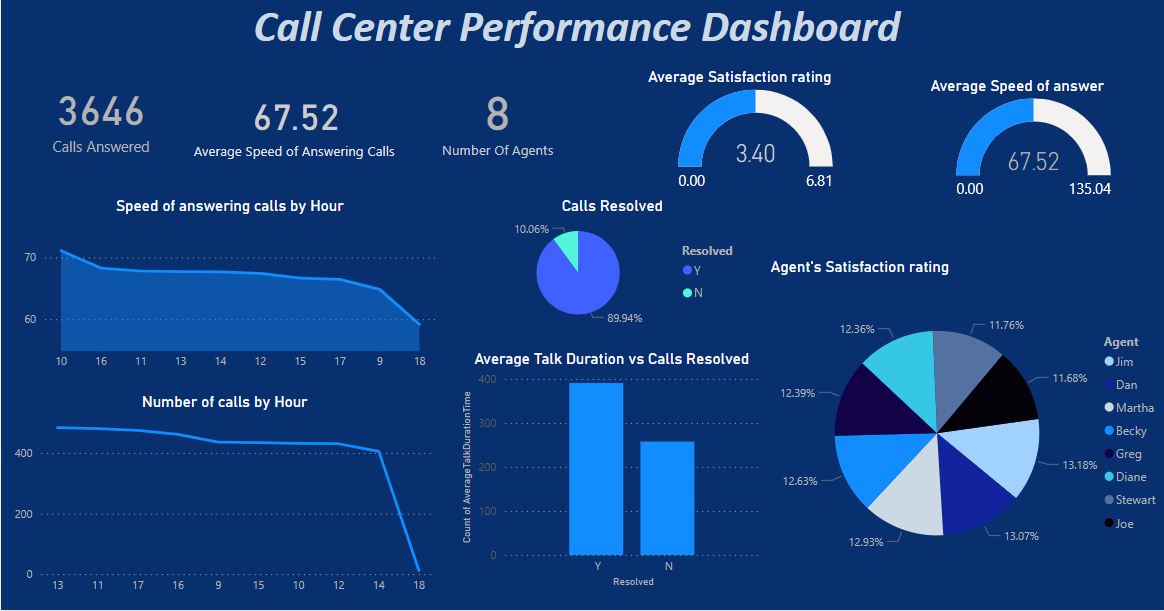 Call Center Performance Dashboard
3646
Calls Answered
67.52
Average Speed of Answering Calls
8
Number Of Agents
Average Satisfaction rating
3.40
0.00
6.81
Average Speed of answer
67.52
0.00
135.04
Speed of answering calls by Hour
70
60
10 16 11 13 14 12 15 17 9 18
Calls Resolved
10.06%
89.94%
Resolved
Y
N
Number of calls by Hour
400
200
0
13 11 17 16 9 15 10 12 14 18
Average Talk Duration vs Calls Resolved
Count of AverageTalkDurationTime
400
300
200
100
0
Y N
Resolved
Agent's Satisfaction rating
11.76%
11.68%
13.18%
13.07%
12.93%
12.63%
12.39%
12.36%
Agent
Jim
Dan
Martha
Becky
Greg
Diane
Stewart
Joe